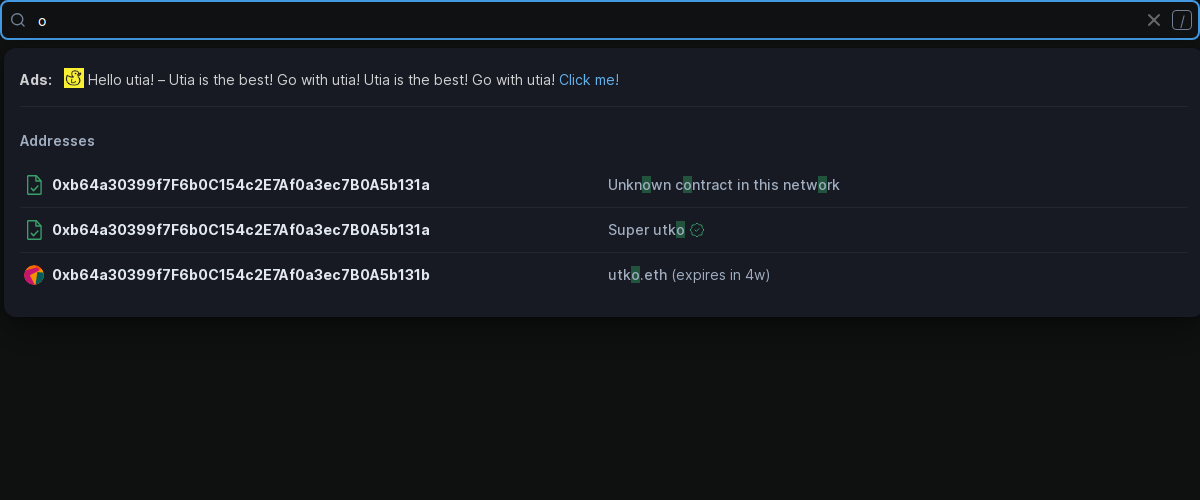 o /
Ads: Hello utia! – Utia is the best! Go with utia! Utia is the best! Go with utia! Click me!
Addresses
0xb64a30399f7F6b0C154c2E7Af0a3ec7B0A5b131a Unknown contract in this network
0xb64a30399f7F6b0C154c2E7Af0a3ec7B0A5b131a Super utko
0xb64a30399f7F6b0C154c2E7Af0a3ec7B0A5b131b utko.eth (expires in 4w)